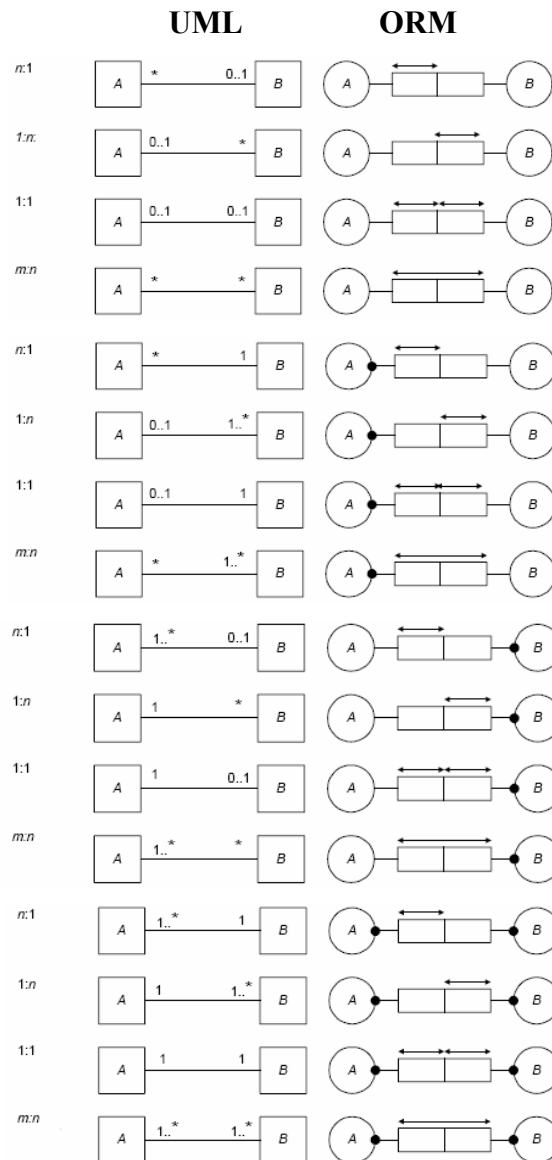 UML ORM
n:1 A * 0..1 B A B
1:n: A 0..1 * B A B
1:1 A 0..1 0..1 B A B
m:n A * * B A B
n:1 A * 1 B A B
1:n A 0..1 1..* B A B
1:1 A 0..1 1 B A B
m:n A * 1..* B A B
n:1 A 1..* 0..1 B A B
1:n A 1 * B A B
1:1 A 1 0..1 B A B
m:n A 1..* * B A B
n:1 A 1..* 1 B A B
1:n A 1 1..* B A B
1:1 A 1 1 B A B
m:n A 1..* 1..* B A B